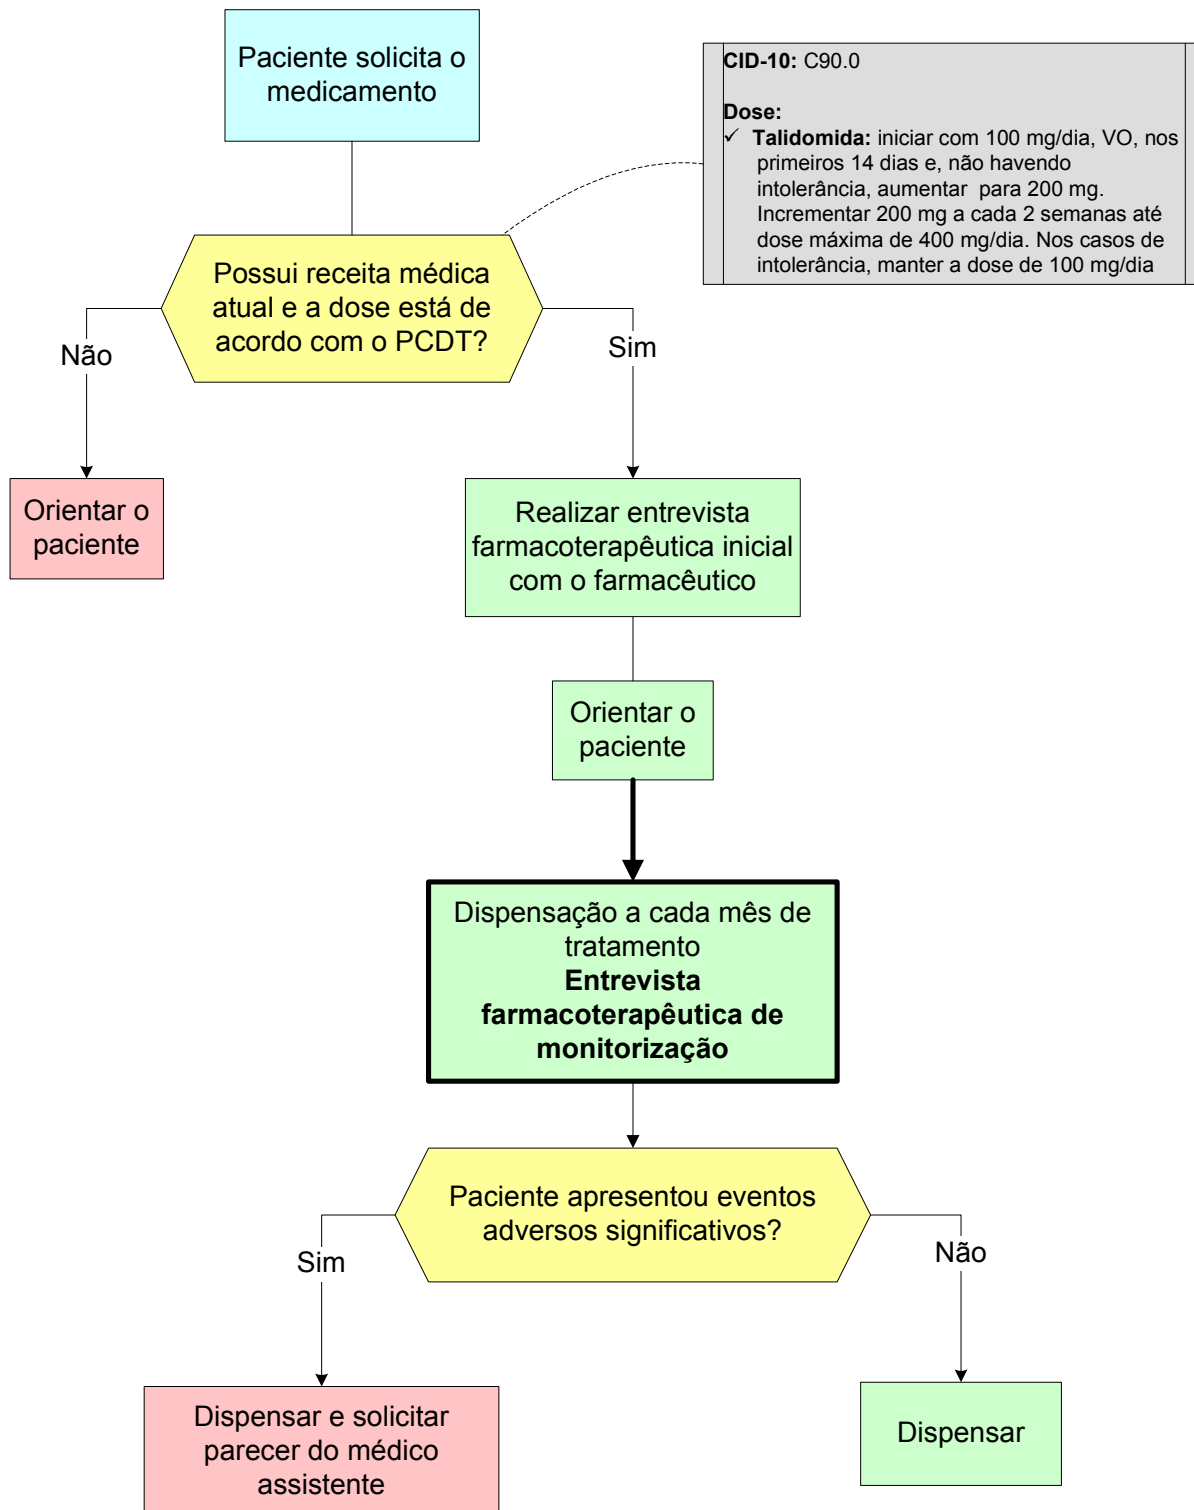 Paciente solicita o
medicamento
CID-10: C90.0
Dose:
✓ Talidomida: iniciar com 100 mg/dia, VO, nos
primeiros 14 dias e, não havendo
intolerância, aumentar para 200 mg.
Incrementar 200 mg a cada 2 semanas até
dose máxima de 400 mg/dia. Nos casos de
intolerância, manter a dose de 100 mg/dia
Possui receita médica
atual e a dose está de
acordo com o PCDT?
Não
Sim
Orientar o
paciente
Realizar entrevista
farmacoterapêutica inicial
com o farmacêutico
Orientar o
paciente
Dispensação a cada mês de
tratamento
Entrevista
farmacoterapêutica de
monitorização
Paciente apresentou eventos
adversos significativos?
Sim
Não
Dispensar e solicitar
parecer do médico
assistente
Dispensar